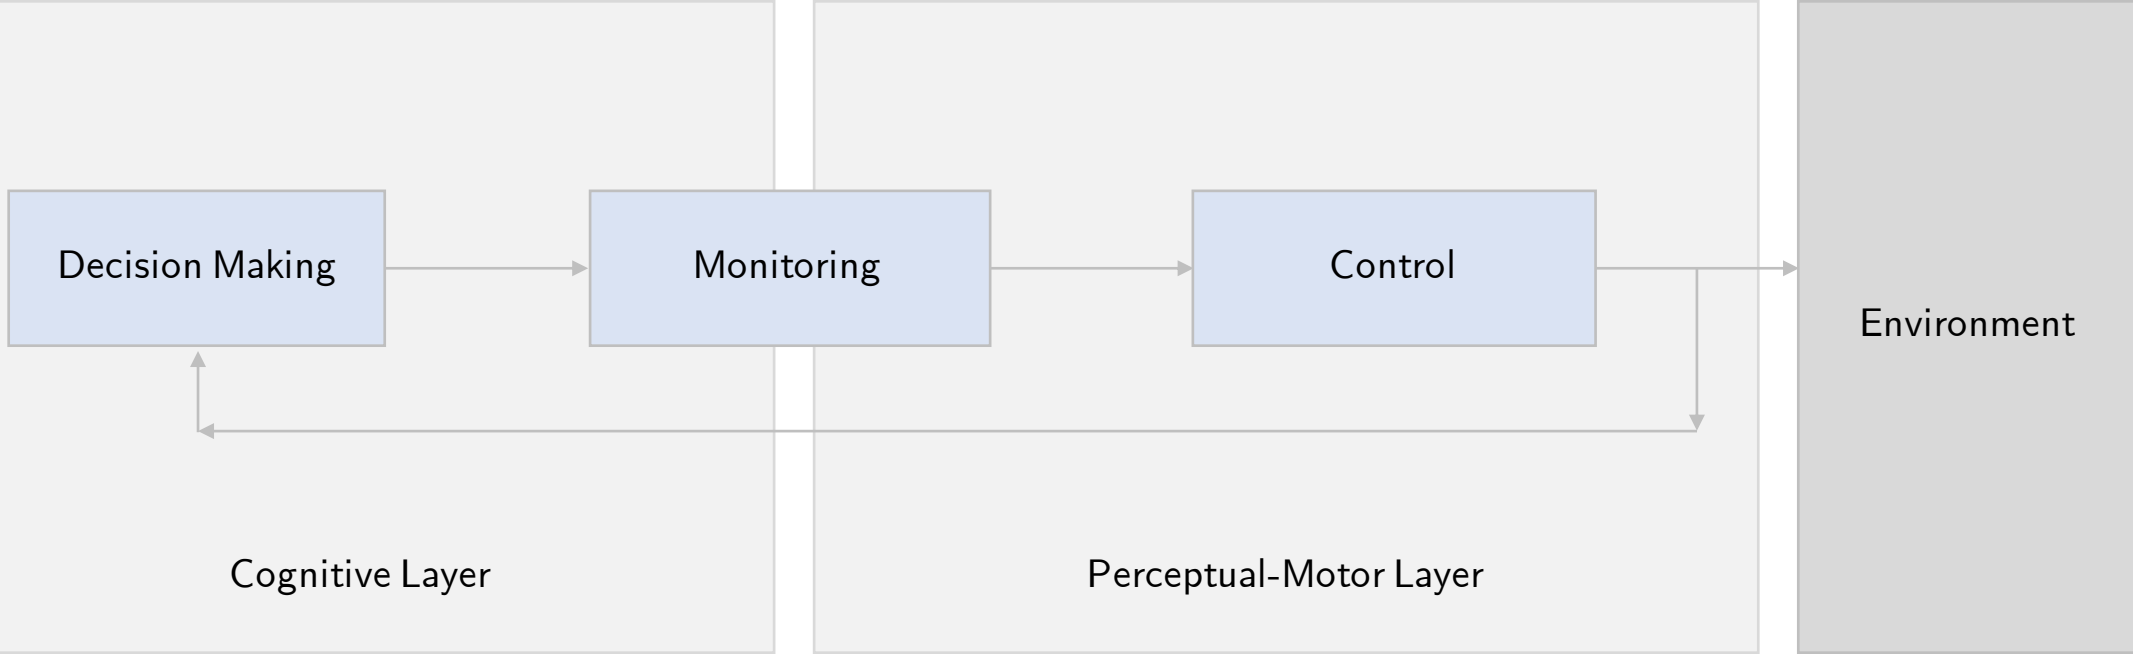 Decision Making
Monitoring
Control
Environment
Cognitive Layer
Perceptual-Motor Layer